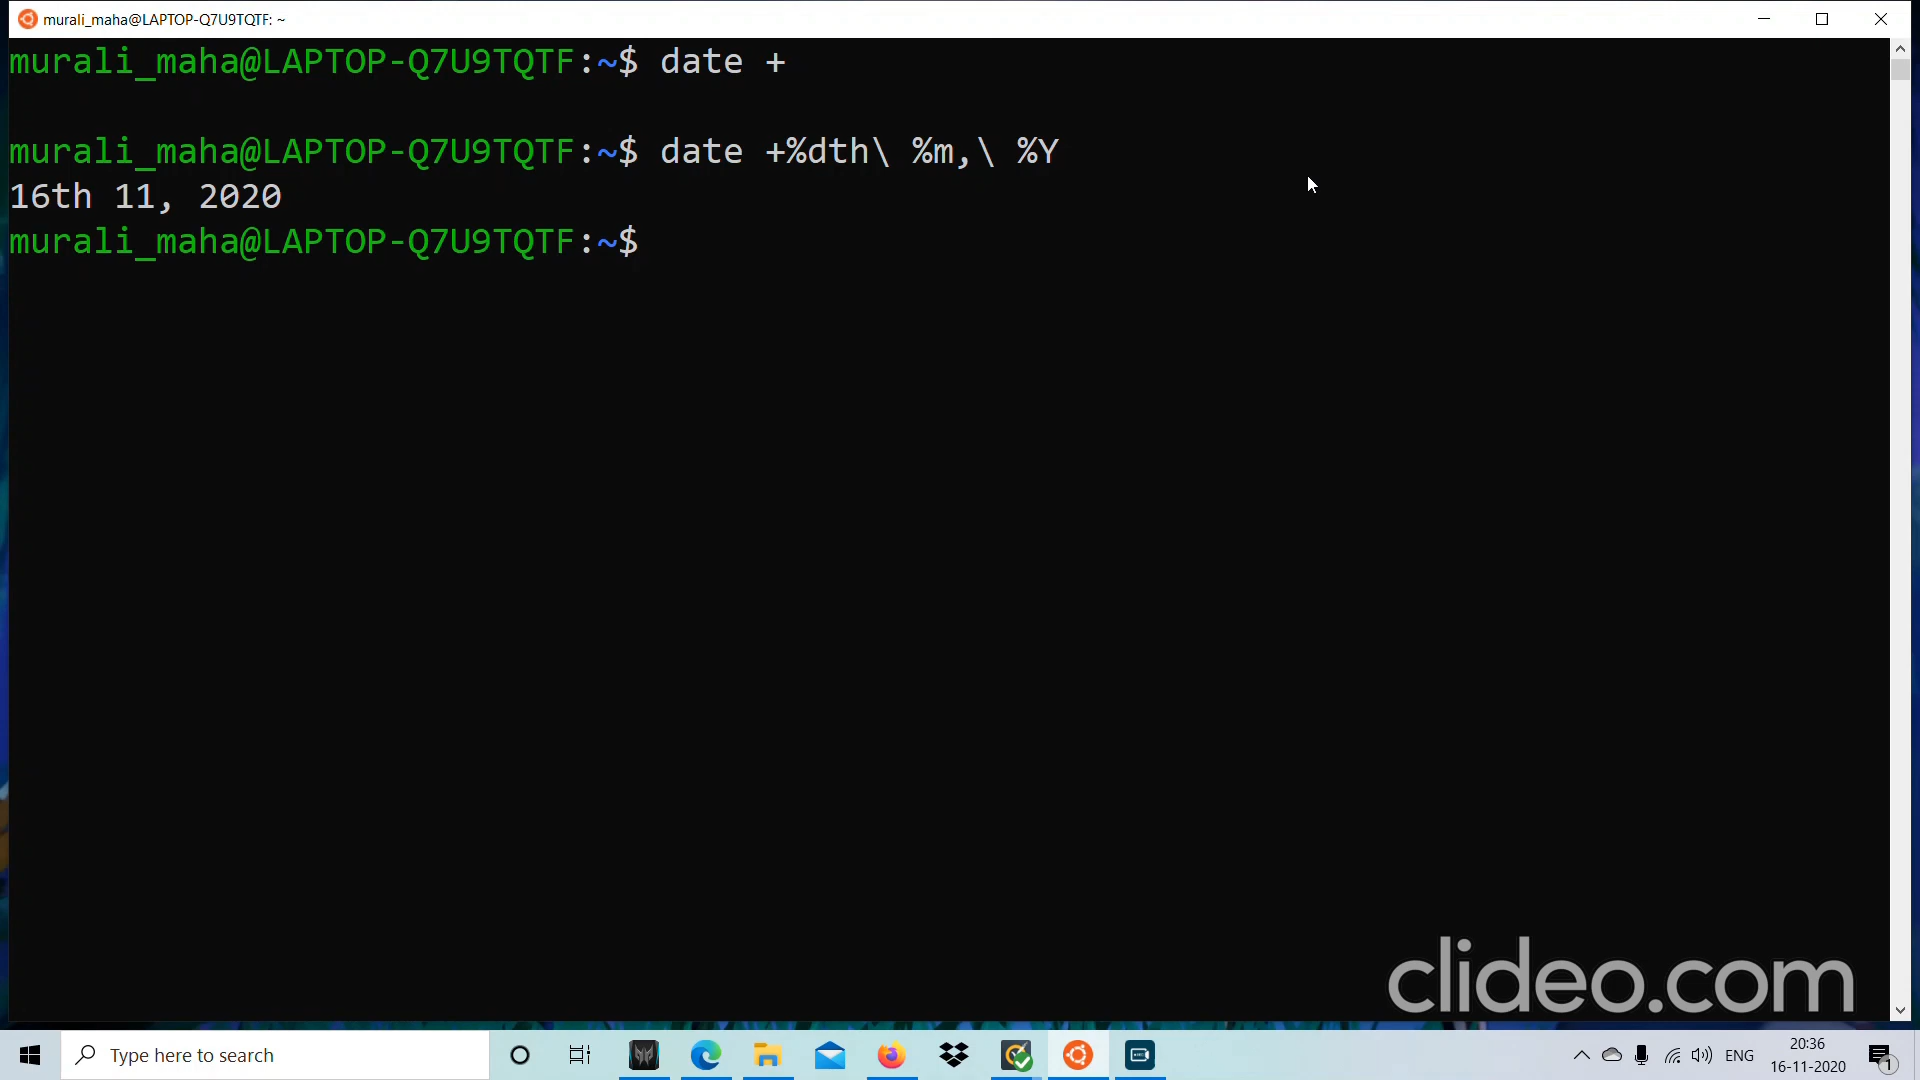 murali_maha@LAPTOP-Q7U9TQTF: ~
murali_maha@LAPTOP-Q7U9TQTF:~$ date +
murali_maha@LAPTOP-Q7U9TQTF:~$ date +%dth\ %m,\ %Y
16th 11, 2020
murali_maha@LAPTOP-Q7U9TQTF:~$
clideo.com
Type here to search
ENG
20:36
16-11-2020
1